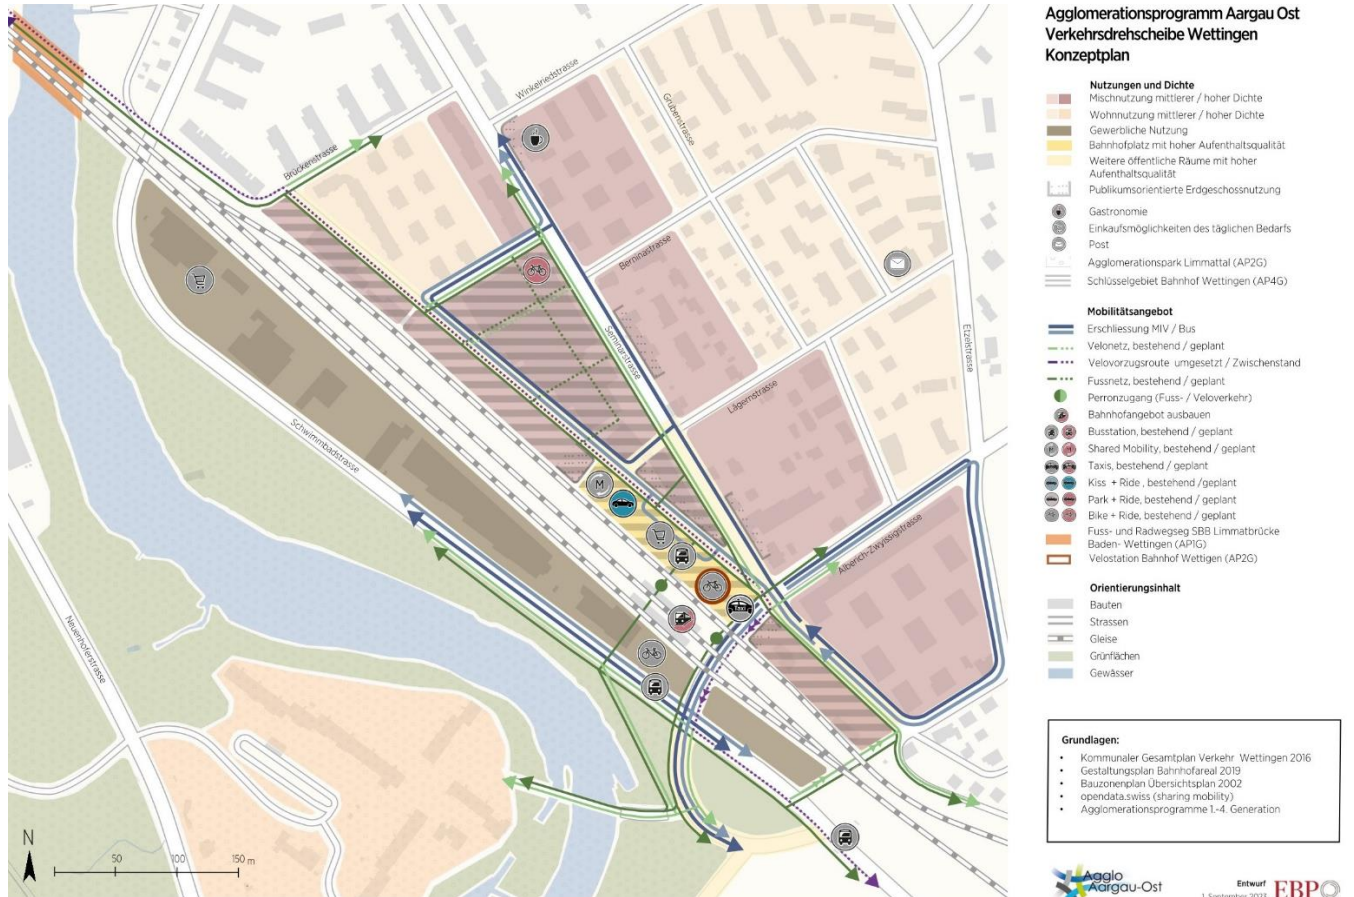 Agglomerationsprogramm Aargau Ost
Verkehrsdrehscheibe Wettingen
Konzeptplan
Nutzungen und Dichte
Mischnutzung mittlerer / hoher Dichte
Wohnnutzung mittlerer / hoher Dichte
Gewerbliche Nutzung
Bahnhofplatz mit hoher Aufenthaltsqualität
Weitere öffentliche Räume mit hoher
Aufenthaltsqualität
Publikumsorientierte Erdgeschossnutzung
Gastronomie
Einkaufsmöglichkeiten des täglichen Bedarfs
Post
Agglomerationspark Limmattal (AP2G)
Schlüsselgebiet Bahnhof Wettingen (AP4G)
Mobilitätsangebot
Erschliessung MIV / Bus
Velonetz, bestehend / geplant
Velovorzugsroute umgesetzt / Zwischenstand
Fussnetz, bestehend / geplant
Perronzugang (Fuss- / Veloverkehr)
Bahnhofangebot ausbauen
Busstation, bestehend / geplant
Shared Mobility, bestehend / geplant
Taxis, bestehend / geplant
Kiss + Ride , bestehend /geplant
Park + Ride, bestehend / geplant
Bike + Ride, bestehend / geplant
Fuss- und Radwegseg SBB Limmatbrücke
Baden- Wettingen (AP1G)
Velostation Bahnhof Wettigen (AP2G)
Orientierungsinhalt
Bauten
Strassen
Gleise
Grünflächen
Gewässer
Grundlagen:
• Kommunaler Gesamtplan Verkehr Wettingen 2016
• Gestaltungsplan Bahnhofareal 2019
• Bauzonenplan Übersichtsplan 2002
• opendata.swiss (sharing mobility)
• Agglomerationsprogramme 1.-4. Generation
Agglo
Aargau-Ost
Entwurf
1. September 2023
EBP
Winkelriedstrasse
Grubenstrasse
Brückenstrasse
Berninastrasse
Seminarstrasse
Etzelstrasse
Lägernstrasse
Schwimmbadstrasse
Alberich-Zwyssigstrasse
Neuenhoferstrasse
M
Taxi
N
50
100
150 m